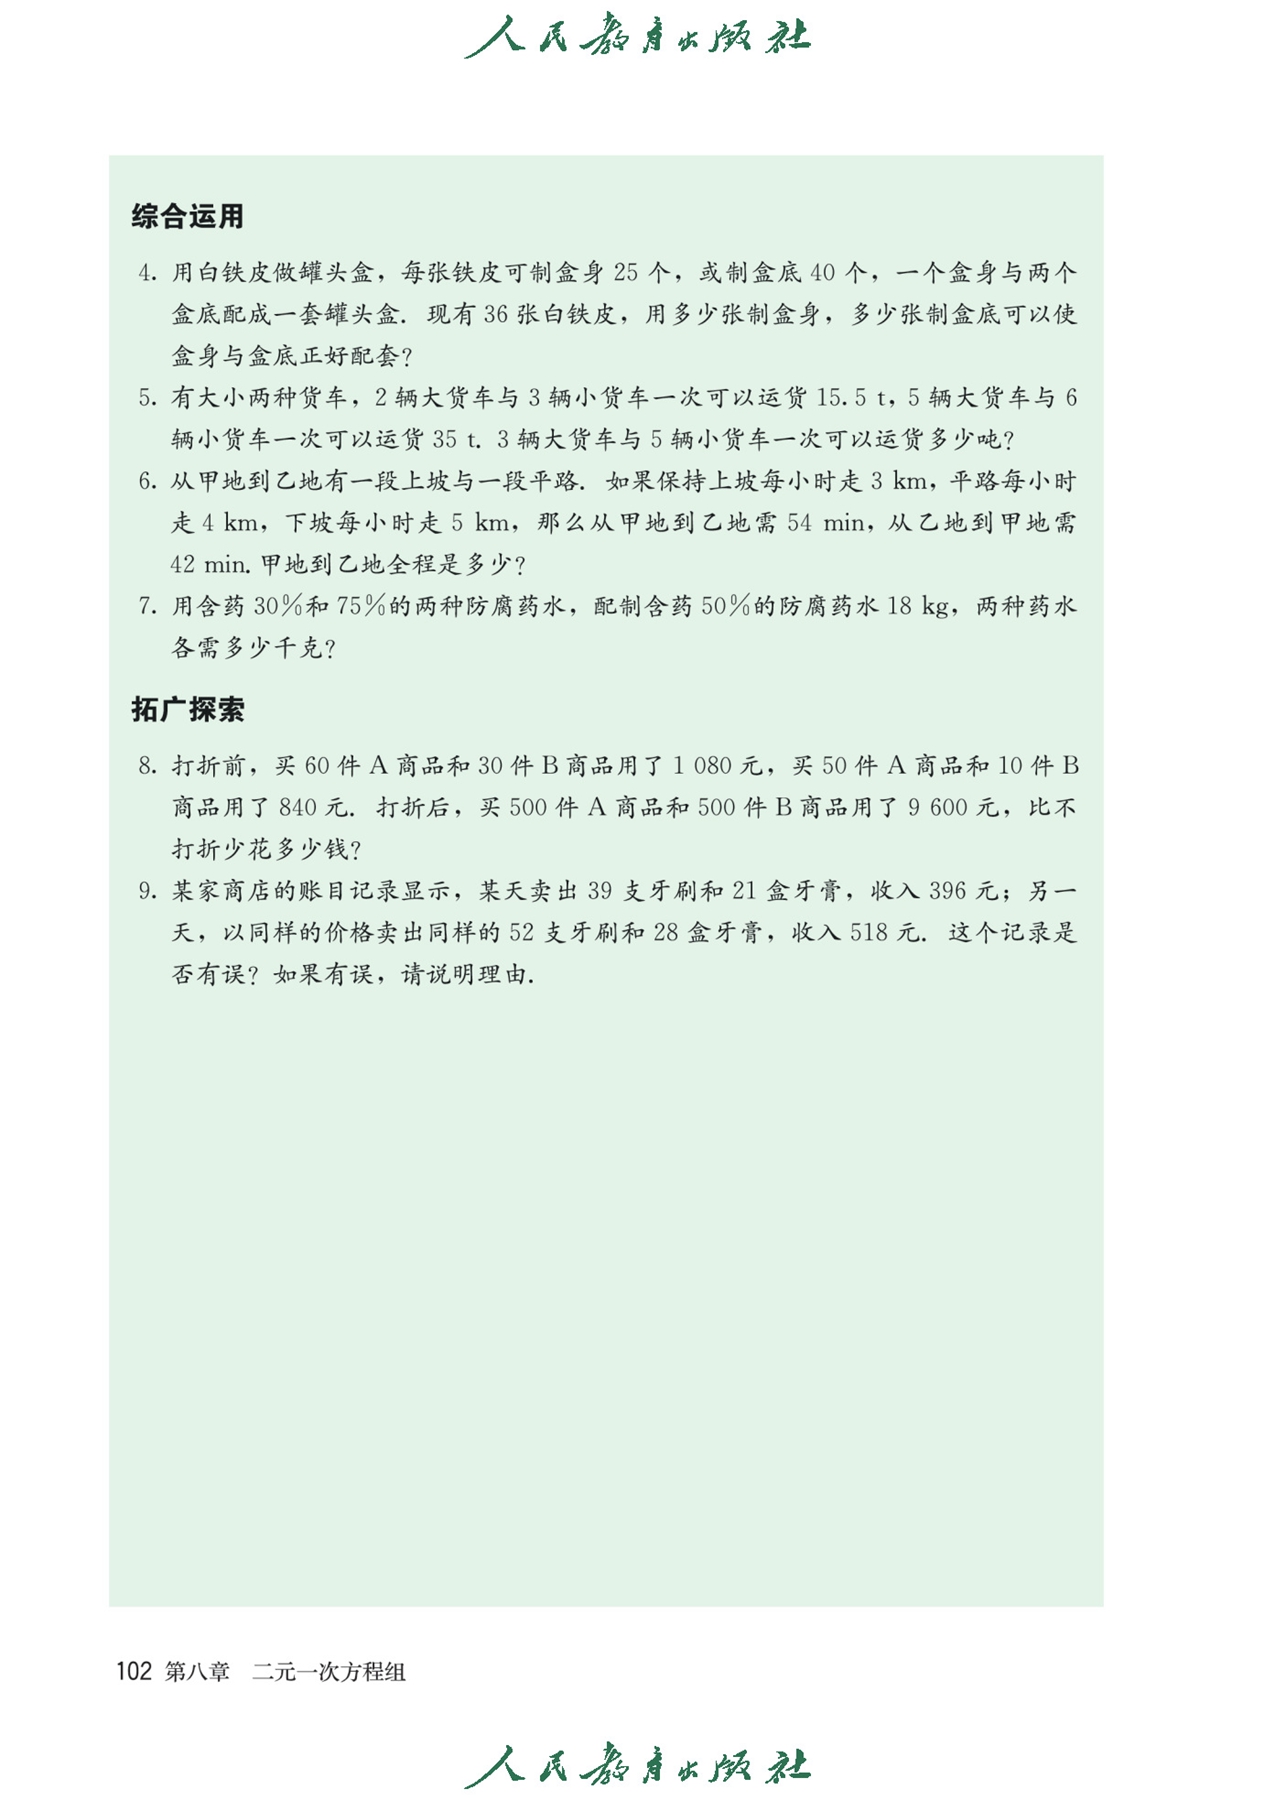 人民教育出版社
综合运用
4. 用白铁皮做罐头盒，每张铁皮可制盒身 25 个，或制盒底 40 个，一个盒身与两个
盒底配成一套罐头盒．现有 36 张白铁皮，用多少张制盒身，多少张制盒底可以使
盒身与盒底正好配套？
5. 有大小两种货车，2 辆大货车与 3 辆小货车一次可以运货 15.5 t，5 辆大货车与 6
辆小货车一次可以运货 35 t．3 辆大货车与 5 辆小货车一次可以运货多少吨？
6. 从甲地到乙地有一段上坡与一段平路．如果保持上坡每小时走 3 km，平路每小时
走 4 km，下坡每小时走 5 km，那么从甲地到乙地需 54 min，从乙地到甲地需
42 min．甲地到乙地全程是多少？
7. 用含药 30％和 75％的两种防腐药水，配制含药 50％的防腐药水 18 kg，两种药水
各需多少千克？
拓广探索
8. 打折前，买 60 件 A 商品和 30 件 B 商品用了 1 080 元，买 50 件 A 商品和 10 件 B
商品用了 840 元．打折后，买 500 件 A 商品和 500 件 B 商品用了 9 600 元，比不
打折少花多少钱？
9. 某家商店的账目记录显示，某天卖出 39 支牙刷和 21 盒牙膏，收入 396 元；另一
天，以同样的价格卖出同样的 52 支牙刷和 28 盒牙膏，收入 518 元．这个记录是
否有误？如果有误，请说明理由．
102 第八章 二元一次方程组
人民教育出版社